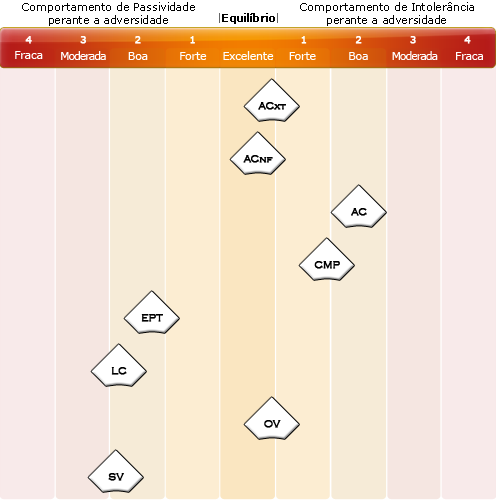 Comportamento de Passividade
perante a adversidade
|Equilíbrio|
Comportamento de Intolerância
perante a adversidade
4 3 2 1 1 2 3 4
Fraca Moderada Boa Forte Excelente Forte Boa Moderada Fraca
ACXT
ACNF
AC
CMP
EPT
LC
OV
SV